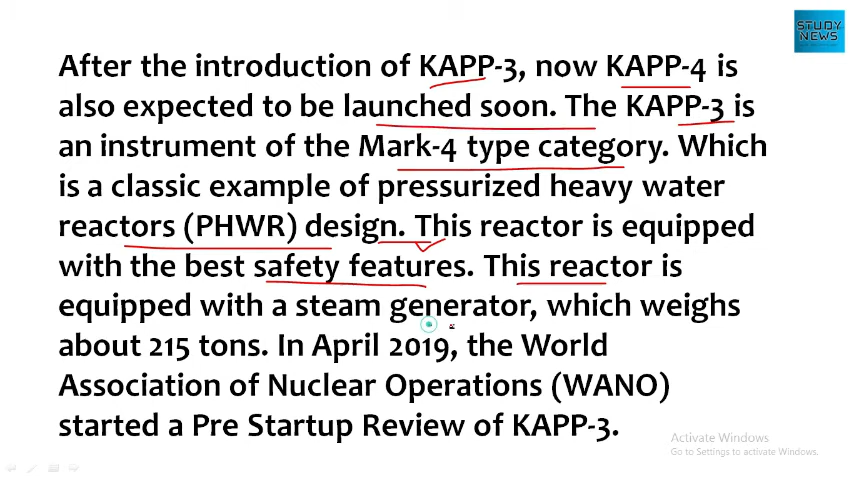 STUDY
NEWS
After the introduction of KAPP-3, now KAPP-4 is
also expected to be launched soon. The KAPP-3 is
an instrument of the Mark-4 type category. Which
is a classic example of pressurized heavy water
reactors (PHWR) design. This reactor is equipped
with the best safety features. This reactor is
equipped with a steam generator, which weighs
about 215 tons. In April 2019, the World
Association of Nuclear Operations (WANO)
started a Pre Startup Review of KAPP-3.
Activate Windows
Go to Settings to activate Windows.